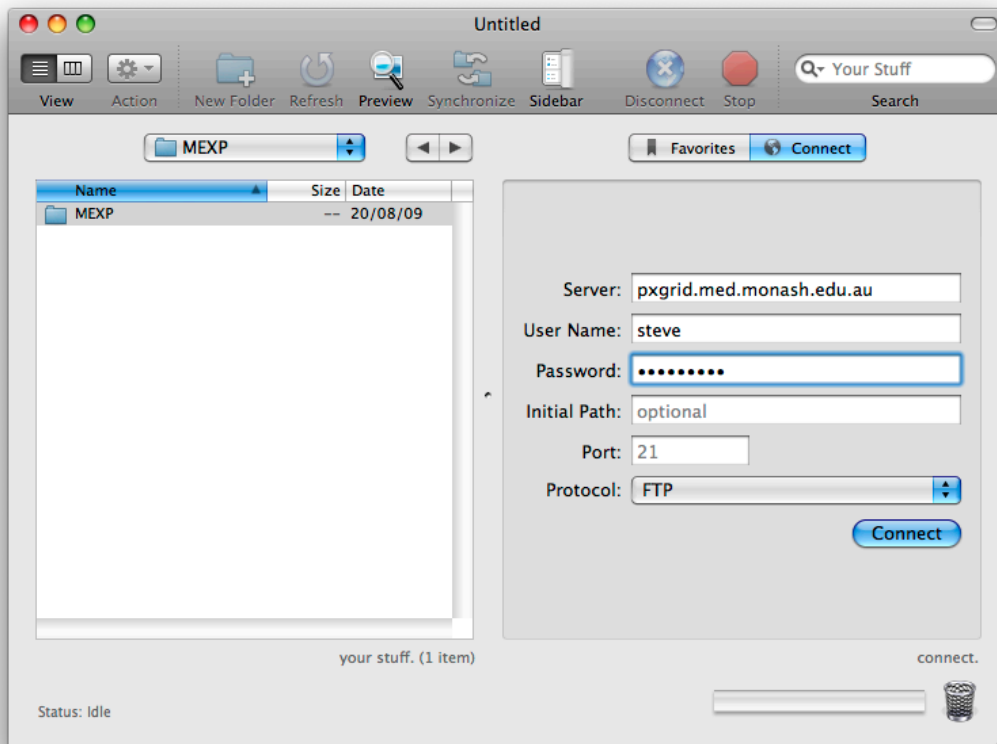 Untitled
View Action New Folder Refresh Preview Synchronize Sidebar Disconnect Stop Your Stuff Search
MEXP
Favorites Connect
Name Size Date
MEXP -- 20/08/09
Server: pxgrid.med.monash.edu.au
User Name: steve
Password: •••••••••
Initial Path: optional
Port: 21
Protocol: FTP
Connect
your stuff. (1 item)
connect.
Status: Idle